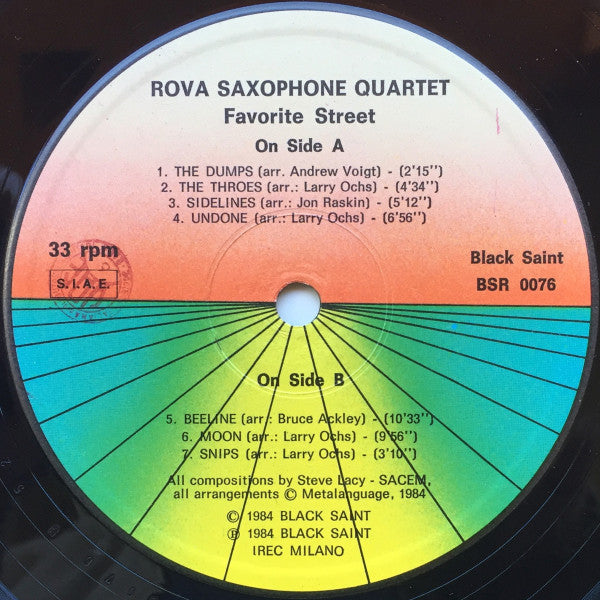 ROVA SAXOPHONE QUARTET
Favorite Street
On Side A
1. THE DUMPS (arr. Andrew Voigt) - (2'15'')
2. THE THROES (arr.: Larry Ochs) - (4'34'')
3. SIDELINES (arr.: Jon Raskin) - (5'12'')
4. UNDONE (arr.: Larry Ochs) - (6'56'')
33 rpm
S.I.A.E.
Black Saint
BSR 0076
On Side B
5. BEELINE (arr.: Bruce Ackley) - (10'33'')
6. MOON (arr.: Larry Ochs) - (9'56'')
7. SNIPS (arr.: Larry Ochs) - (3'10'')
All compositions by Steve Lacy - SACEM,
all arrangements © Metalanguage, 1984
© 1984 BLACK SAINT
℗ 1984 BLACK SAINT
IREC MILANO